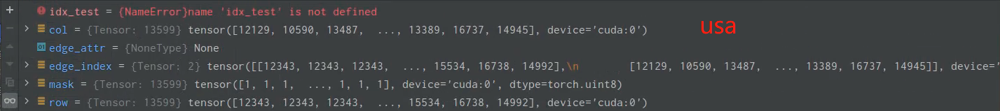 idx_test = {NameError}name 'idx_test' is not defined
col = {Tensor: 13599} tensor([12129, 10590, 13487, ..., 13389, 16737, 14945], device='cuda:0')
usa
01 edge_attr = {NoneType} None
edge_index = {Tensor: 2} tensor([[12343, 12343, 12343, ..., 15534, 16738, 14992],\n [12129, 10590, 13487, ..., 13389, 16737, 14945]], device='
mask = {Tensor: 13599} tensor([1, 1, 1, ..., 1, 1, 1], device='cuda:0', dtype=torch.uint8)
row = {Tensor: 13599} tensor([12343, 12343, 12343, ..., 15534, 16738, 14992], device='cuda:0')